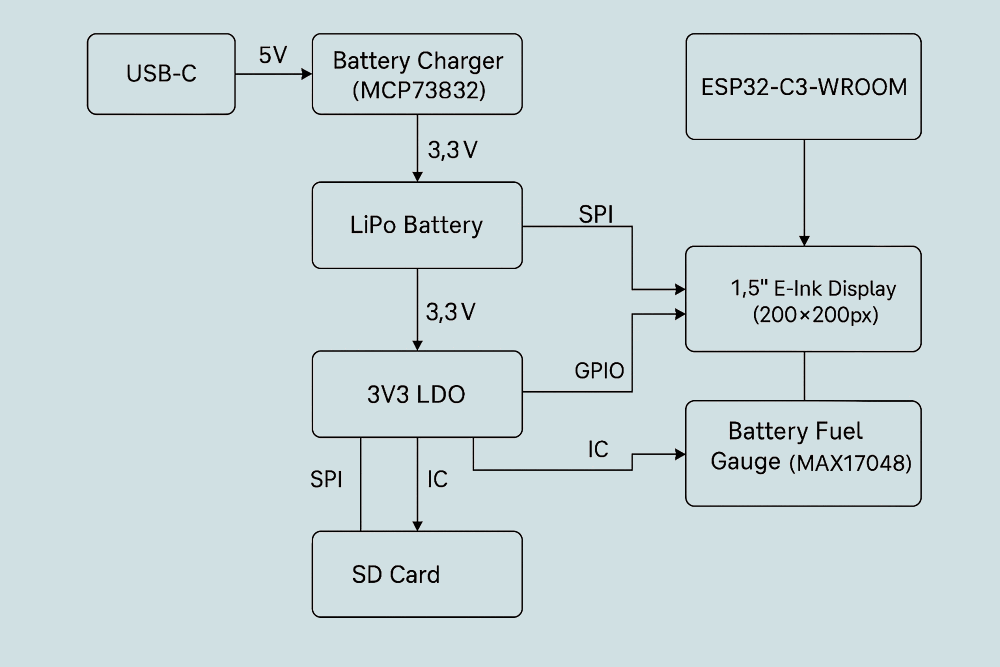 USB-C
5V
Battery Charger
(MCP73832)
ESP32-C3-WROOM
3,3 V
LiPo Battery
SPI
1,5" E-Ink Display
(200×200px)
3,3 V
3V3 LDO
GPIO
Battery Fuel
Gauge (MAX17048)
IC
SPI
IC
SD Card